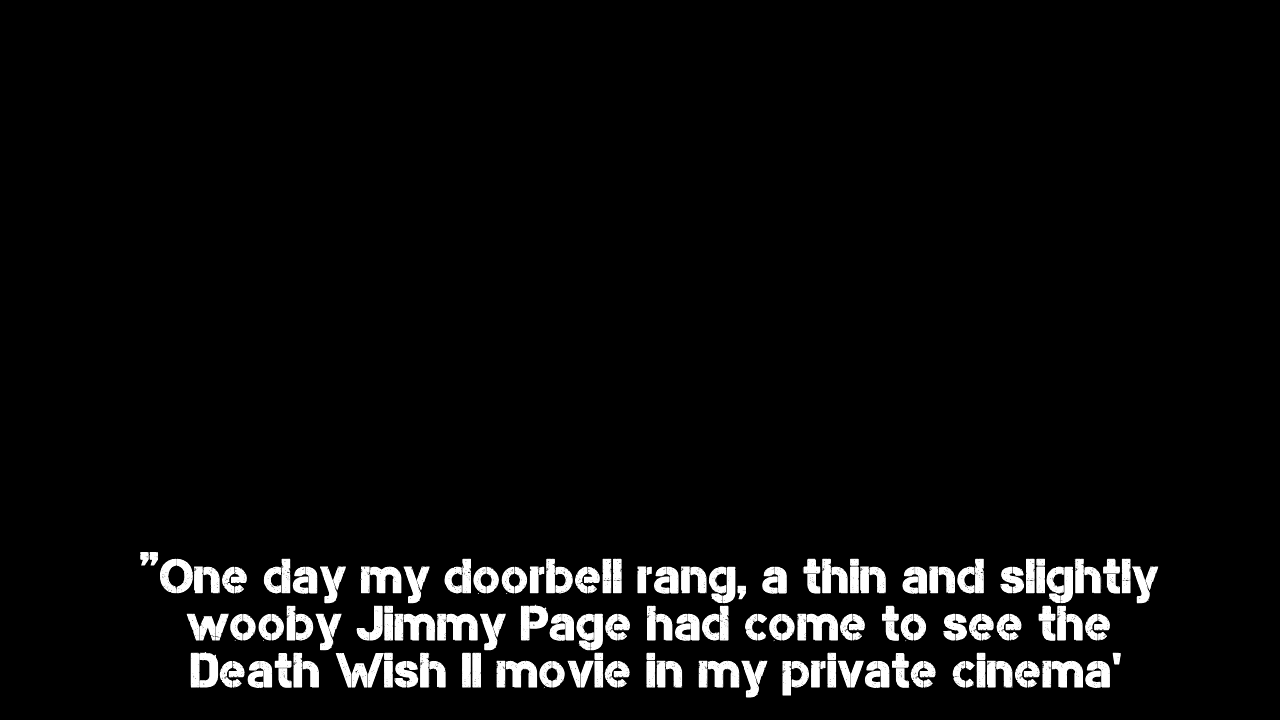 ”One day my doorbell rang, a thin and slightly
wooby Jimmy Page had come to see the
Death Wish II movie in my private cinema'